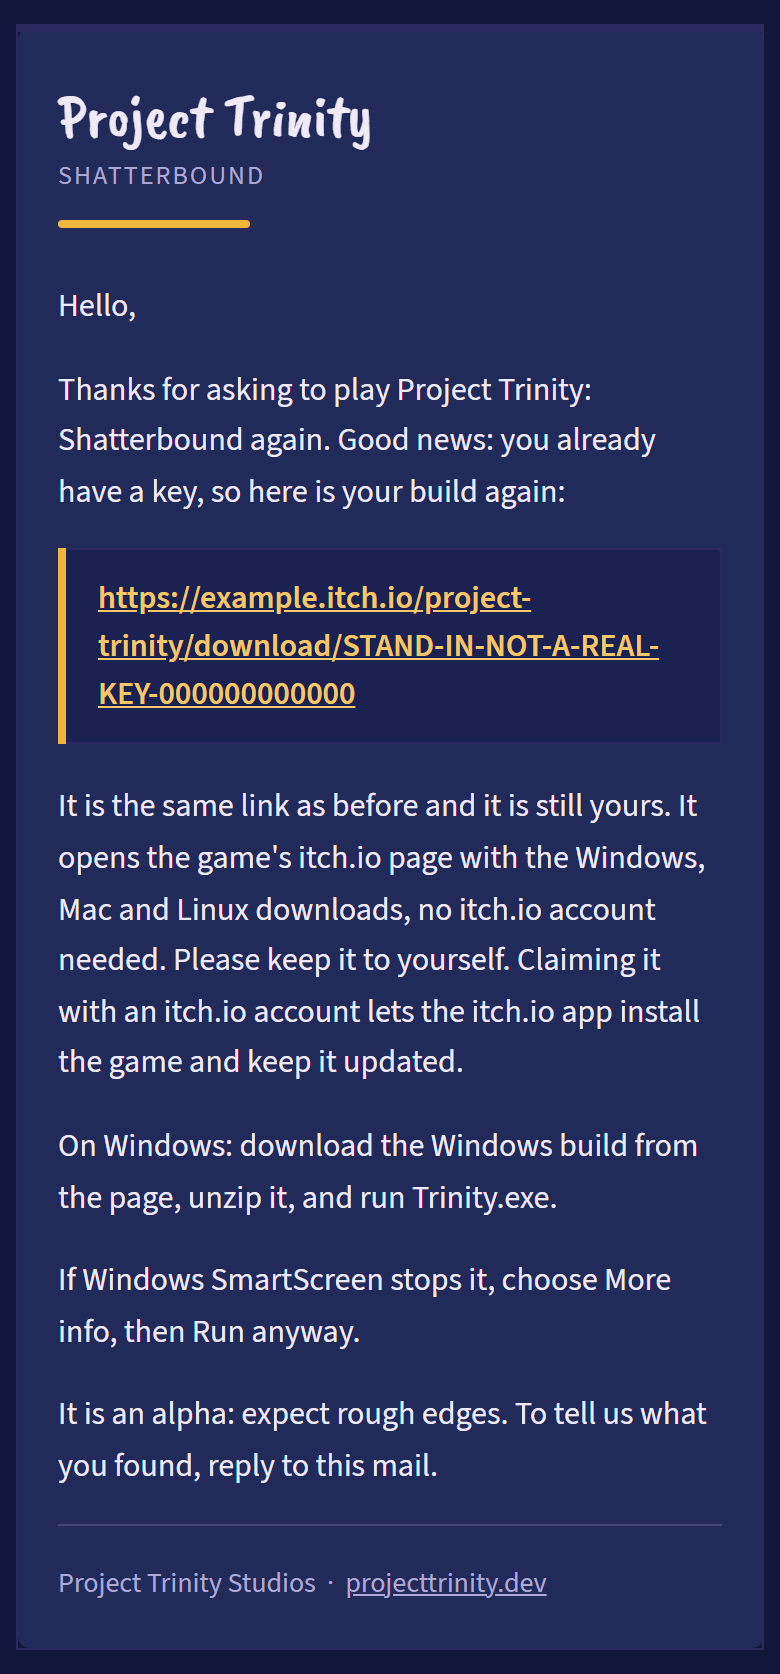 Project Trinity
SHATTERBOUND
Hello,
Thanks for asking to play Project Trinity:
Shatterbound again. Good news: you already
have a key, so here is your build again:
https://example.itch.io/project-
trinity/download/STAND-IN-NOT-A-REAL-
KEY-000000000000
It is the same link as before and it is still yours. It
opens the game's itch.io page with the Windows,
Mac and Linux downloads, no itch.io account
needed. Please keep it to yourself. Claiming it
with an itch.io account lets the itch.io app install
the game and keep it updated.
On Windows: download the Windows build from
the page, unzip it, and run Trinity.exe.
If Windows SmartScreen stops it, choose More
info, then Run anyway.
It is an alpha: expect rough edges. To tell us what
you found, reply to this mail.
Project Trinity Studios · projecttrinity.dev